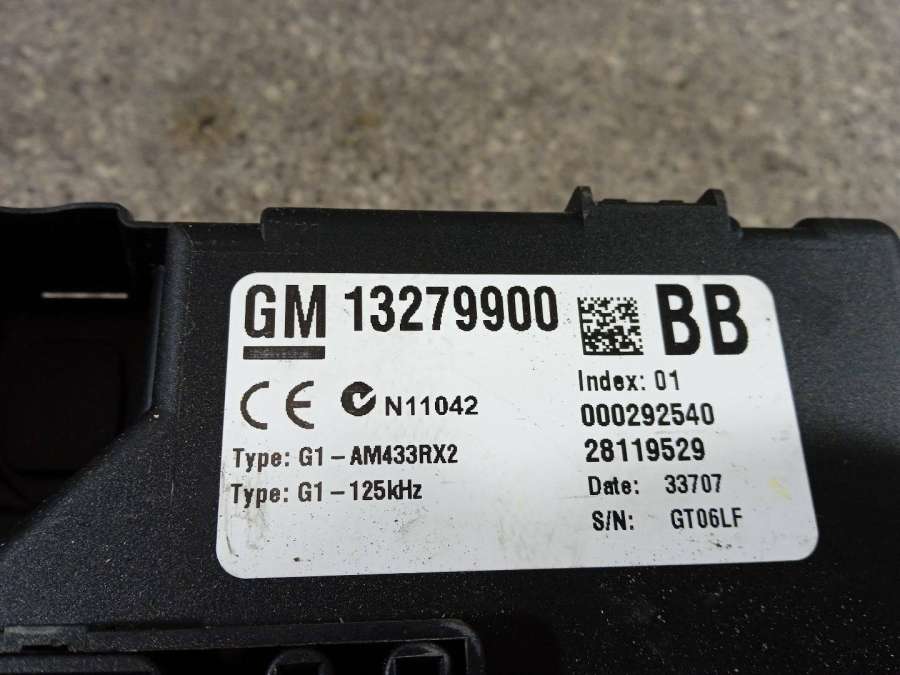 GM 13279900 BB
Index: 01
CE N11042 000292540
Type: G1-AM433RX2 28119529
Type: G1-125kHz Date: 33707
S/N: GT06LF